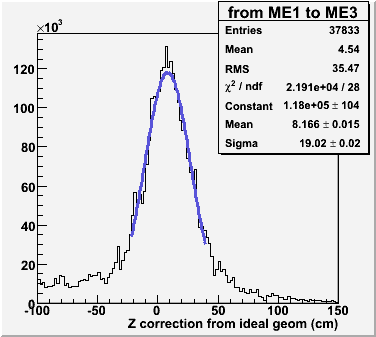 from ME1 to ME3
Entries 37833
Mean 4.54
RMS 35.47
χ² / ndf 2.191e+04 / 28
Constant 1.18e+05 ± 104
Mean 8.166 ± 0.015
Sigma 19.02 ± 0.02
×10³
120
100
80
60
40
20
0
-100 -50 0 50 100 150
Z correction from ideal geom (cm)